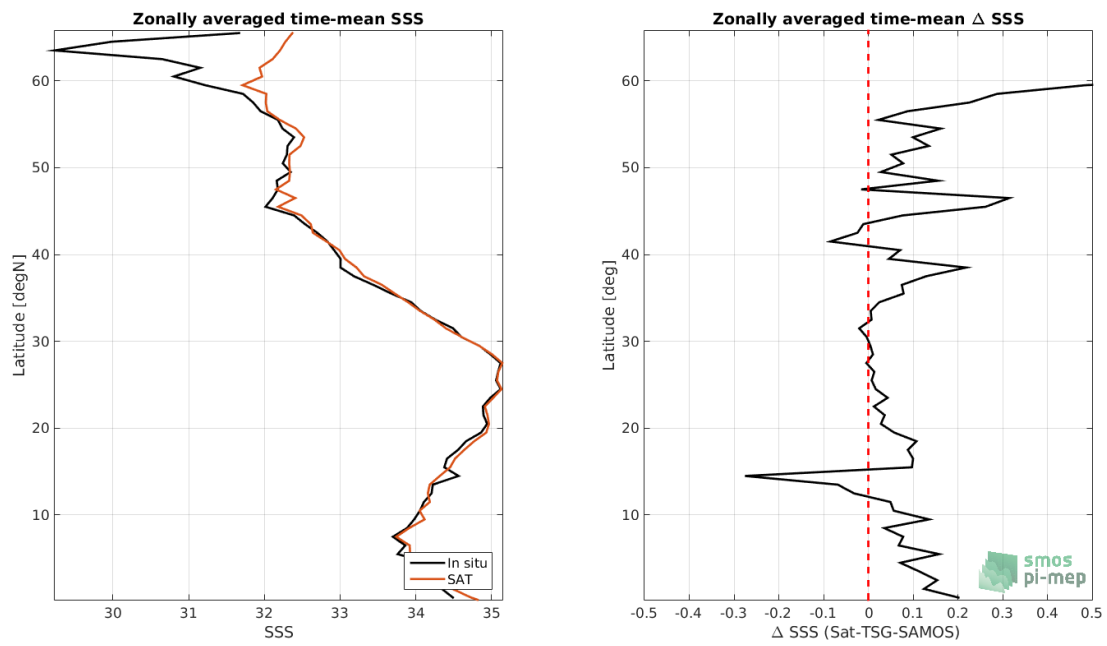 Zonally averaged time-mean SSS
60
50
40
30
20
10
Latitude [degN]
30
31
32
33
34
35
SSS
In situ
SAT
Zonally averaged time-mean Δ SSS
60
50
40
30
20
10
Latitude [deg]
-0.5
-0.4
-0.3
-0.2
-0.1
0
0.1
0.2
0.3
0.4
0.5
Δ SSS (Sat-TSG-SAMOS)
smos
pi-mep